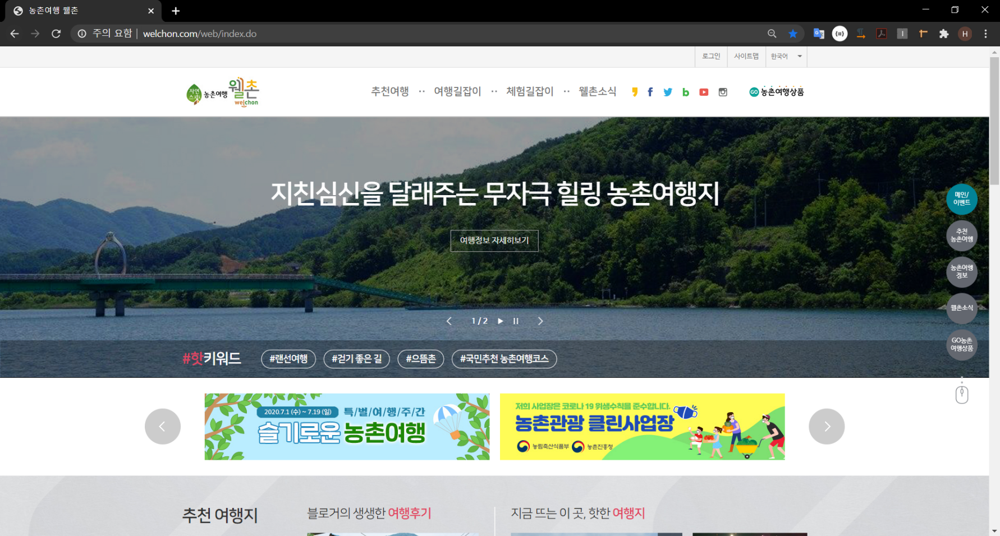 농촌여행 웰촌
주의 요함 | welchon.com/web/index.do
H
로그인 사이트맵 한국어
자연 스república 농촌여행 웰촌 welchon
추천여행 여행길잡이 체험길잡이 웰촌소식 GO 농촌여행상품
지친심신을 달래주는 무자극 힐링 농촌여행지
여행정보 자세히보기
1 / 2
메인/
이벤트
추천
농촌여행
농촌여행
정보
웰촌소식
GO농촌
여행상품
#핫키워드 #랜선여행 #걷기 좋은 길 #으뜸촌 #국민추천 농촌여행코스
2020.7.1 (수) ~ 7.19 (일) 특/별/여/행/주/간
슬기로운 농촌여행
저희 사업장은 코로나 19 위생수칙을 준수합니다.
농촌관광 클린사업장
농림축산식품부 농촌진흥청
추천 여행지
블로거의 생생한 여행후기
지금 뜨는 이 곳, 핫한 여행지